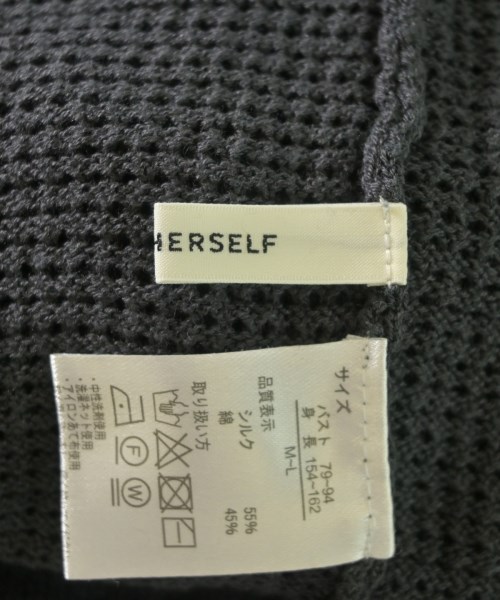 HERSELF
サイズ
バスト 79~94
身長 154~162
M~L
品質表示
シルク 55%
綿 45%
取り扱い方
F W
・中性洗剤使用
・洗濯ネット使用
・アイロンあて布使用